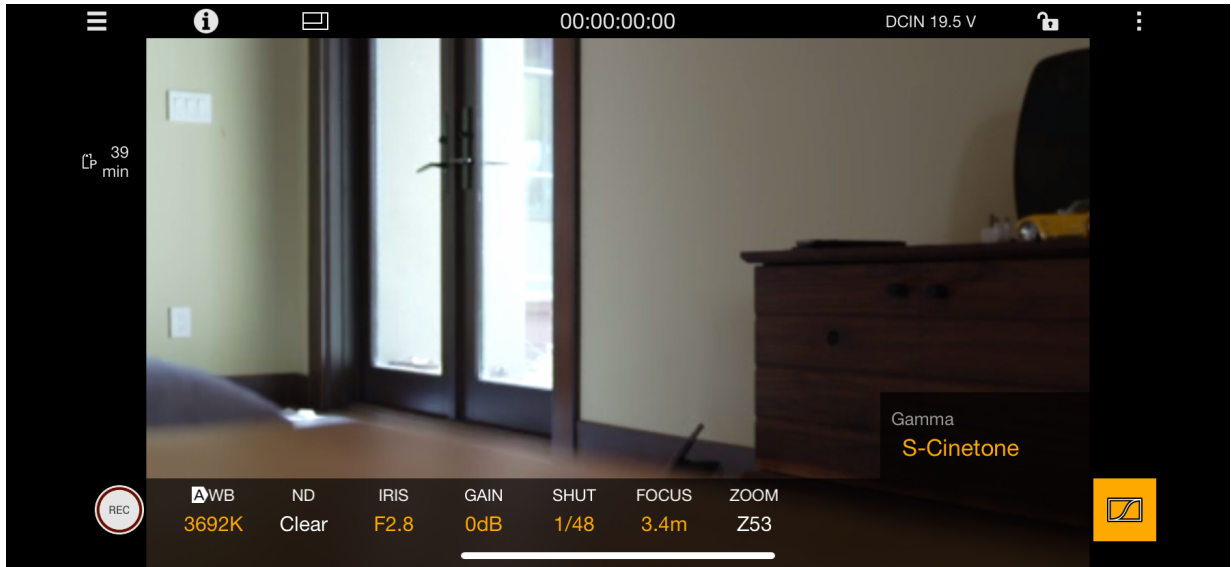 i
00:00:00:00
DCIN 19.5 V
39
P
min
Gamma
S-Cinetone
REC
AWB
ND
IRIS
GAIN
SHUT
FOCUS
ZOOM
3692K
Clear
F2.8
0dB
1/48
3.4m
Z53